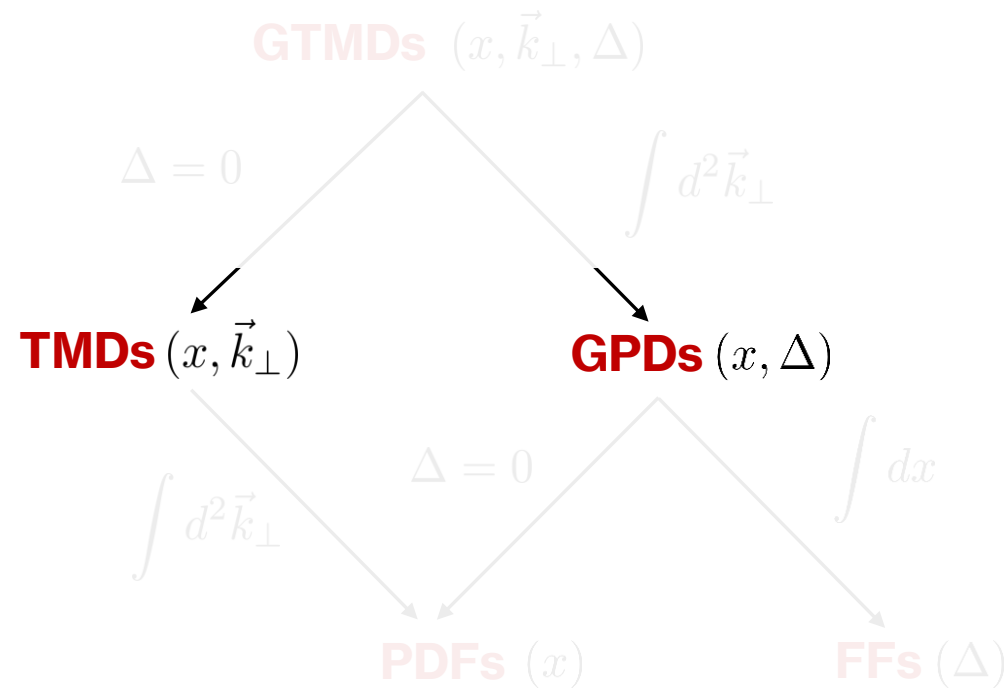 GTMDs (x, k⃗⊥, Δ)
Δ = 0
∫ d²k⃗⊥
TMDs (x, k⃗⊥)
GPDs (x, Δ)
Δ = 0
∫ dx
∫ d²k⃗⊥
PDFs (x)
FFs (Δ)